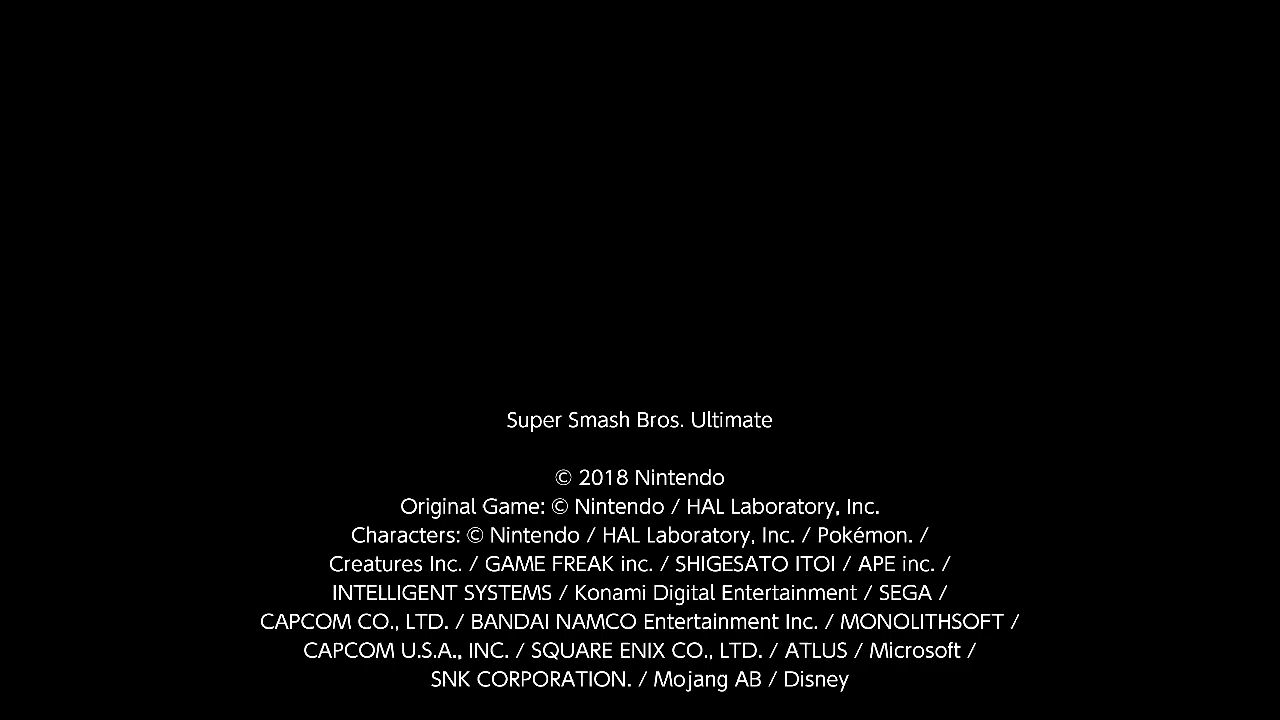 Super Smash Bros. Ultimate
© 2018 Nintendo
Original Game: © Nintendo / HAL Laboratory, Inc.
Characters: © Nintendo / HAL Laboratory, Inc. / Pokémon. /
Creatures Inc. / GAME FREAK inc. / SHIGESATO ITOI / APE inc. /
INTELLIGENT SYSTEMS / Konami Digital Entertainment / SEGA /
CAPCOM CO., LTD. / BANDAI NAMCO Entertainment Inc. / MONOLITHSOFT /
CAPCOM U.S.A., INC. / SQUARE ENIX CO., LTD. / ATLUS / Microsoft /
SNK CORPORATION. / Mojang AB / Disney